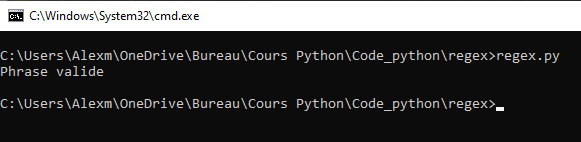 C:\Windows\System32\cmd.exe
C:\Users\Alexm\OneDrive\Bureau\Cours Python\Code_python\regex>regex.py
Phrase valide
C:\Users\Alexm\OneDrive\Bureau\Cours Python\Code_python\regex>